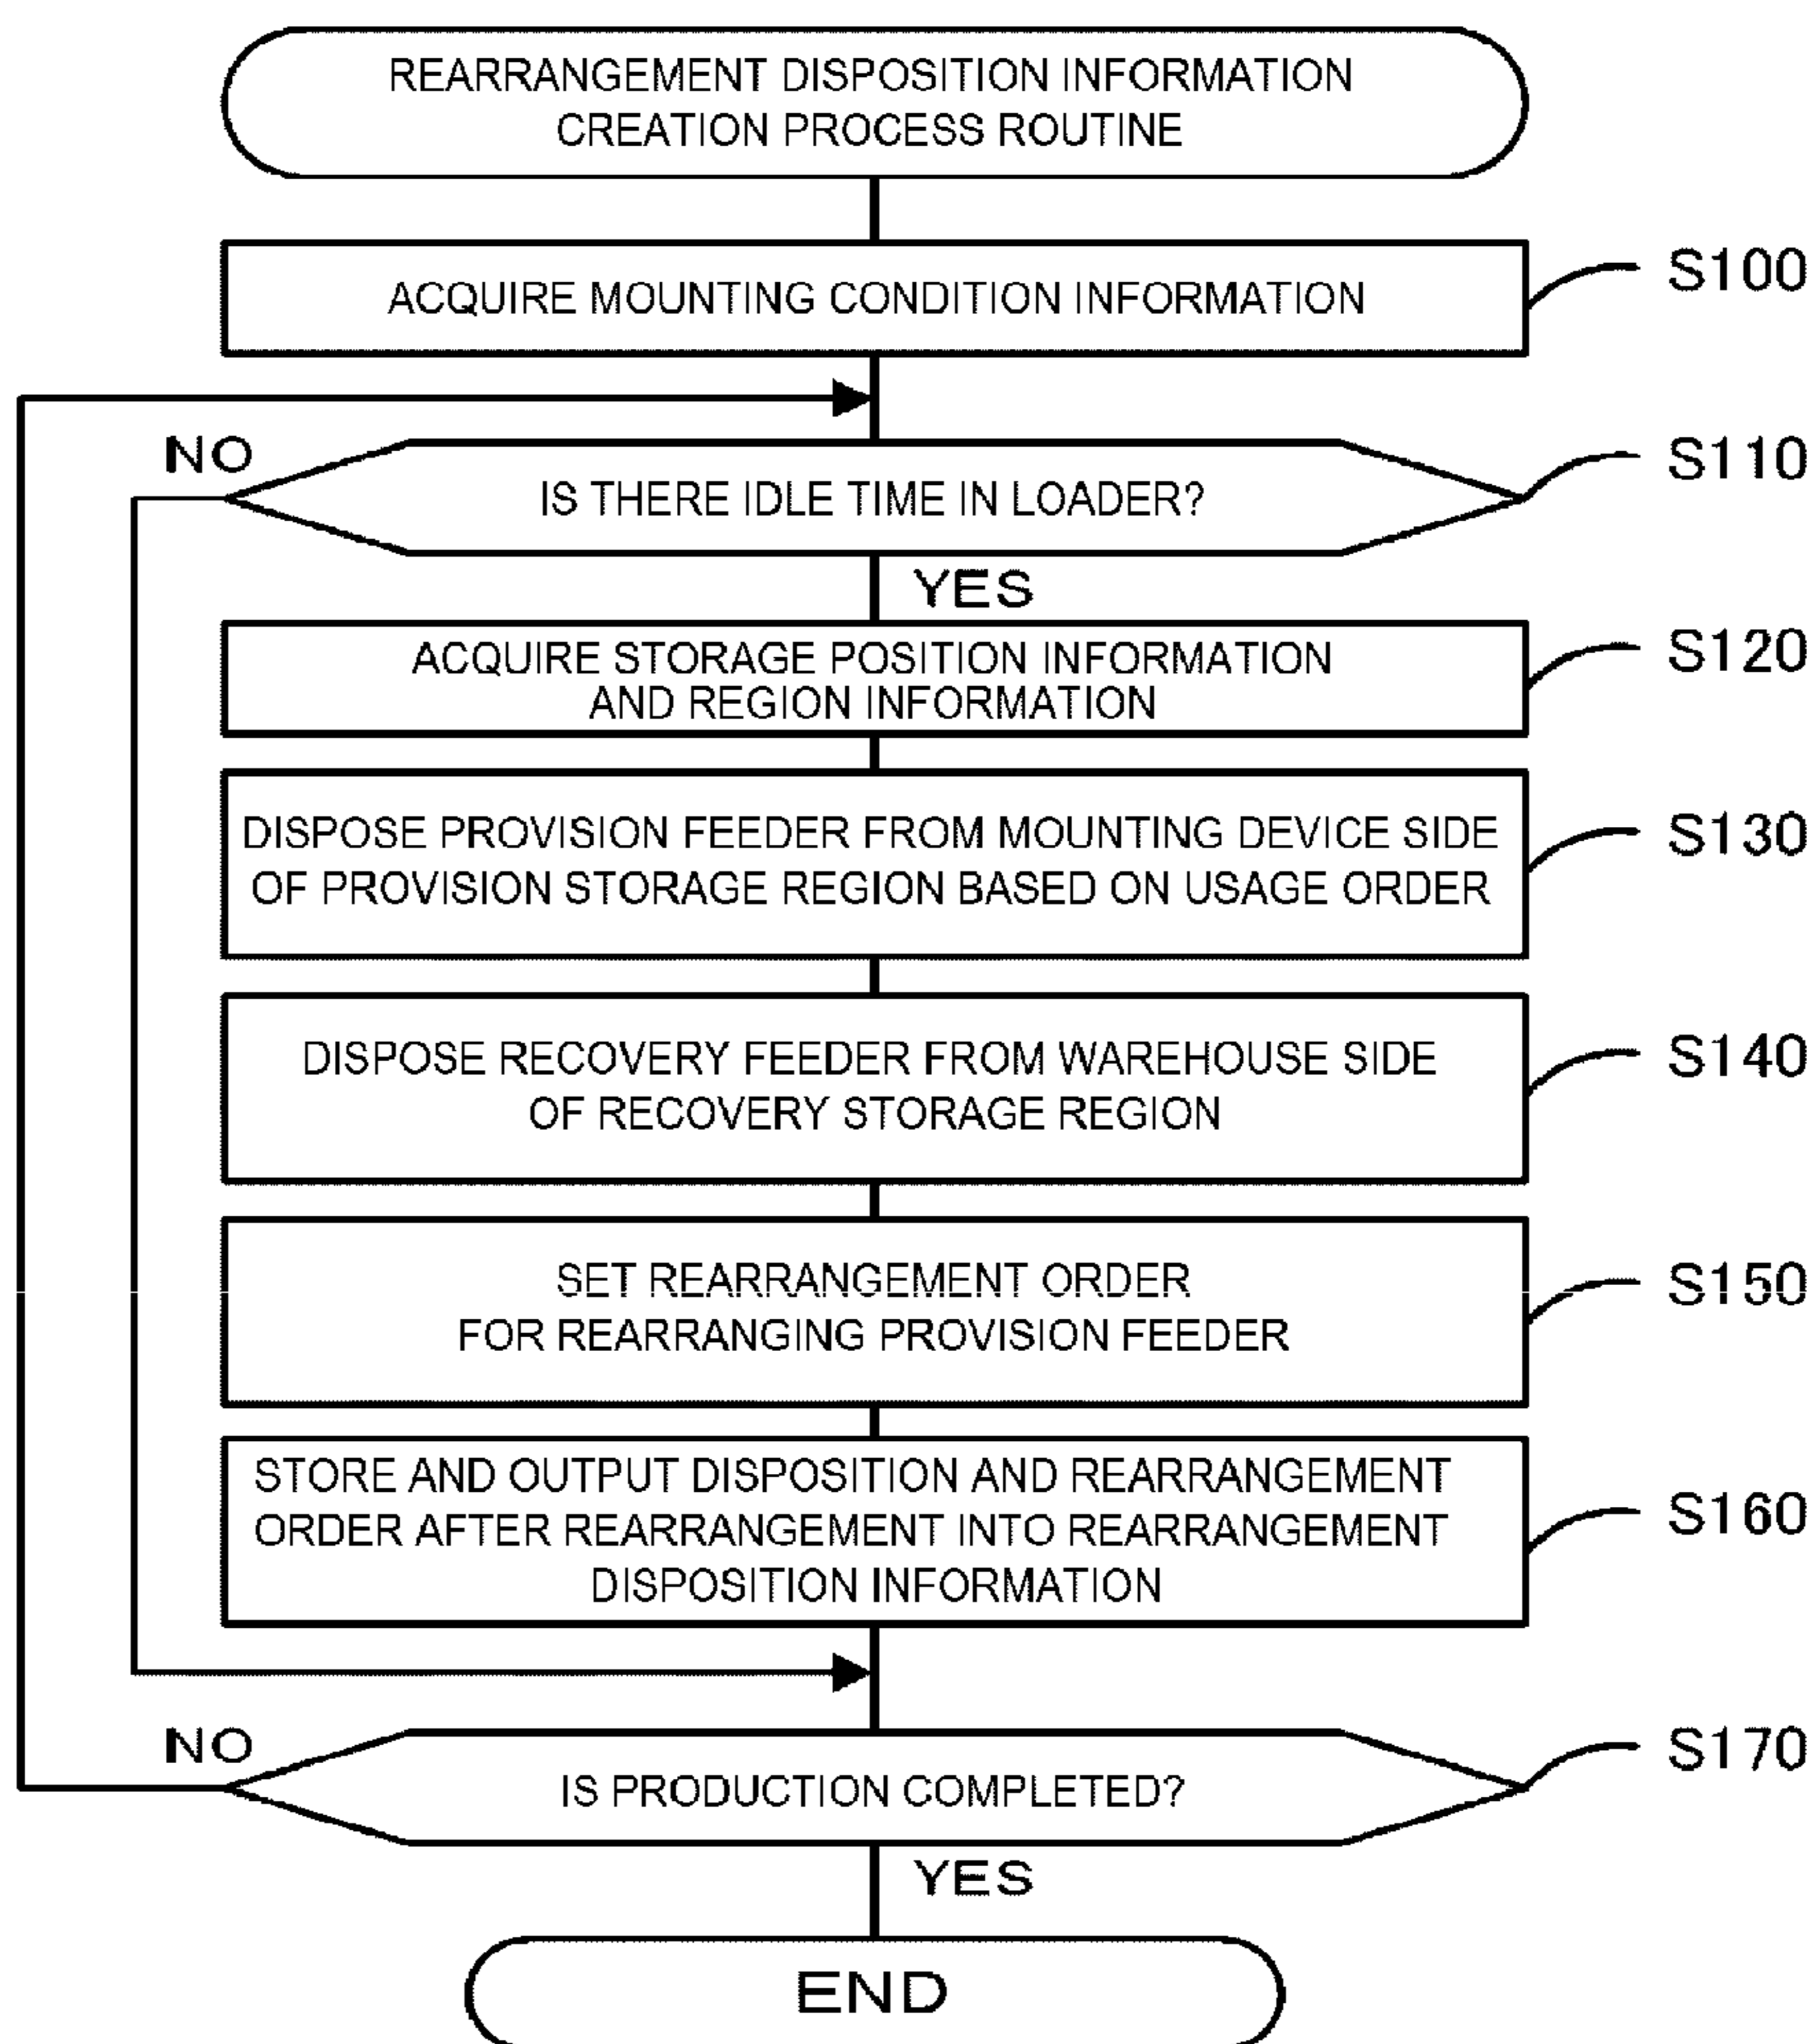 REARRANGEMENT DISPOSITION INFORMATION
CREATION PROCESS ROUTINE
ACQUIRE MOUNTING CONDITION INFORMATION
S100
NO
IS THERE IDLE TIME IN LOADER?
S110
YES
ACQUIRE STORAGE POSITION INFORMATION
AND REGION INFORMATION
S120
DISPOSE PROVISION FEEDER FROM MOUNTING DEVICE SIDE
OF PROVISION STORAGE REGION BASED ON USAGE ORDER
S130
DISPOSE RECOVERY FEEDER FROM WAREHOUSE SIDE
OF RECOVERY STORAGE REGION
S140
SET REARRANGEMENT ORDER
FOR REARRANGING PROVISION FEEDER
S150
STORE AND OUTPUT DISPOSITION AND REARRANGEMENT
ORDER AFTER REARRANGEMENT INTO REARRANGEMENT
DISPOSITION INFORMATION
S160
NO
IS PRODUCTION COMPLETED?
S170
YES
END